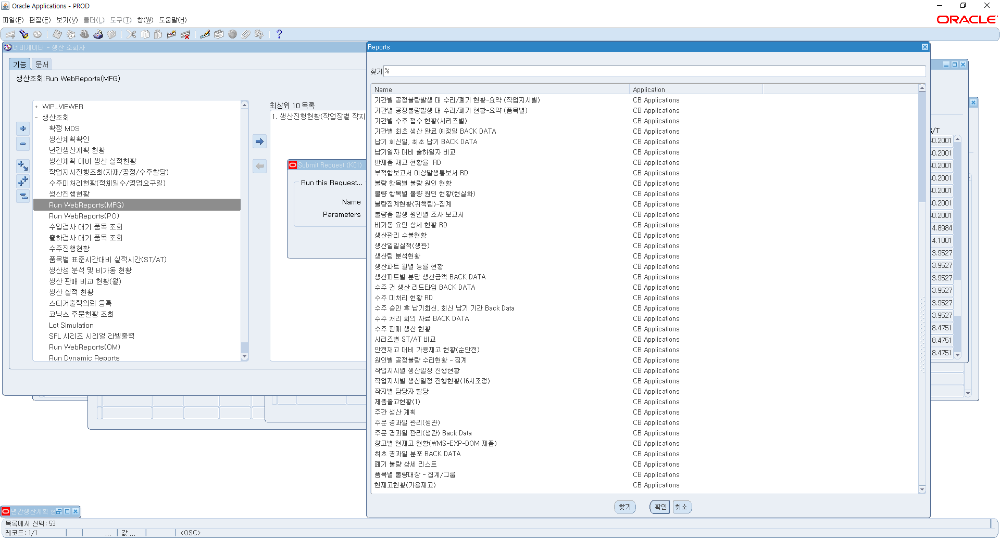 Oracle Applications - PROD
파일(F) 편집(E) 보기(V) 폴더(L) 도구(T) 창(W) 도움말(H)
ORACLE
네비게이터 - 생산 조회자
기능
문서
생산조회:Run WebReports(MFG)
+ WIP_VIEWER
- 생산조회
확정 MDS
생산계획확인
년간생산계획 현황
생산계획 대비 생산 실적현황
작업지시진행조회(자재/공정/수주할당)
수주미처리현황(적체일수/영업요구일)
생산진행현황
Run WebReports(MFG)
Run WebReports(PO)
수입검사 대기 품목 조회
출하검사 대기 품목 조회
수주진행현황
품목별 표준시간대비 실적시간(ST/AT)
생산성 분석 및 비가동 현황
생산 판매 비교 현황(월)
생산 실적 현황
스티커출력의뢰 등록
코닉스 주문현황 조회
Lot Simulation
SFL 시리즈 시리얼 라벨출력
Run WebReports(OM)
Run Dynamic Reports
최상위 10 목록
1. 생산진행현황(작업장별 작지
Submit Request (K01)
Run this Request...
Name
Parameters
Reports
찾기 %
Name Application
기간별 공정불량발생 대 수리/폐기 현황-요약 (작업지시별) CB Applications
기간별 공정불량발생 대 수리/폐기 현황-요약 (품목별) CB Applications
기간별 수주 접수 현황(시리즈별) CB Applications
기간별 최초 생산 완료 예정일 BACK DATA CB Applications
납기 회신일, 최초 납기 BACK DATA CB Applications
납기일자 대비 출하일자 비교 CB Applications
반제품 재고 현황율 RD CB Applications
부적합보고서 이상발생통보서 RD CB Applications
불량 항목별 불량 원인 현황 CB Applications
불량 항목별 불량 원인 현황(현실화) CB Applications
불량집계현황(귀책팀)-집계 CB Applications
불량품 발생 원인별 조사 보고서 CB Applications
비가동 요인 상세 현황 RD CB Applications
생산관리 수불현황 CB Applications
생산일일실적(생관) CB Applications
생산팀 분석현황 CB Applications
생산파트 월별 능률 현황 CB Applications
생산파트별 분당 생산금액 BACK DATA CB Applications
수주 건 생산 리드타임 BACK DATA CB Applications
수주 미처리 현황 RD CB Applications
수주 승인 후 납기회신, 회신 납기 기간 Back Data CB Applications
수주 처리 회의 자료 BACK DATA CB Applications
수주 판매 생산 현황 CB Applications
시리즈별 ST/AT 비교 CB Applications
안전재고 대비 가용재고 현황(순안전) CB Applications
원인별 공정불량 수리현황 - 집계 CB Applications
작업지시별 생산일정 진행현황 CB Applications
작업지시별 생산일정 진행현황(16시조정) CB Applications
작지별 담당자 할당 CB Applications
제품출고현황(1) CB Applications
주간 생산 계획 CB Applications
주문 경과일 관리(생관) CB Applications
주문 경과일 관리(생관) Back Data CB Applications
창고별 현재고 현황(WMS-EXP-DOM 제품) CB Applications
최초 경과일 분포 BACK DATA CB Applications
폐기 불량 상세 리스트 CB Applications
품목별 불량대장 - 집계/그룹 CB Applications
현재고현황(가용재고) CB Applications
찾기 확인 취소
S/T
40.2001
40.2001
40.2001
40.2001
40.2001
40.2001
40.2001
4.8984
4.1001
3.9527
3.9527
3.9527
3.9527
3.9527
3.9527
8.4751
8.4751
8.4751
년간생산계획 현
목록에서 선택: 53
레코드: 1/1 ... 값 ... <OSC>